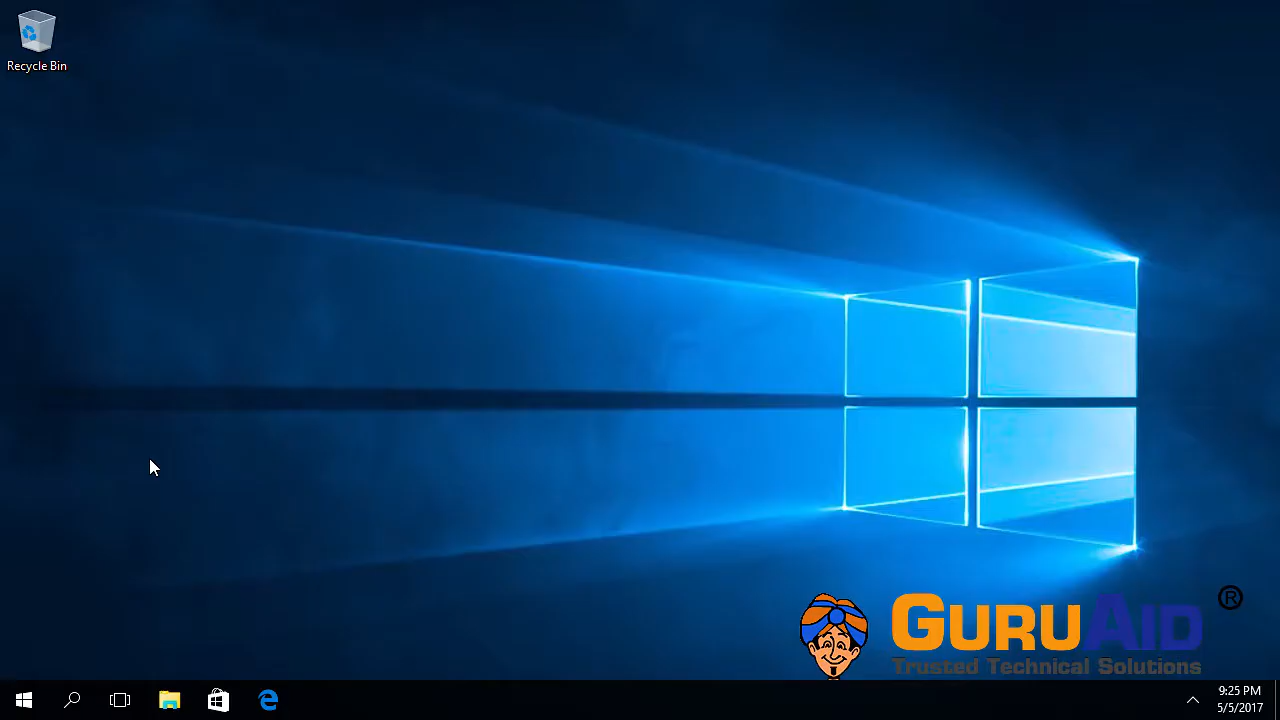 Recycle Bin
GURUAID ®
Trusted Technical Solutions
9:25 PM
5/5/2017